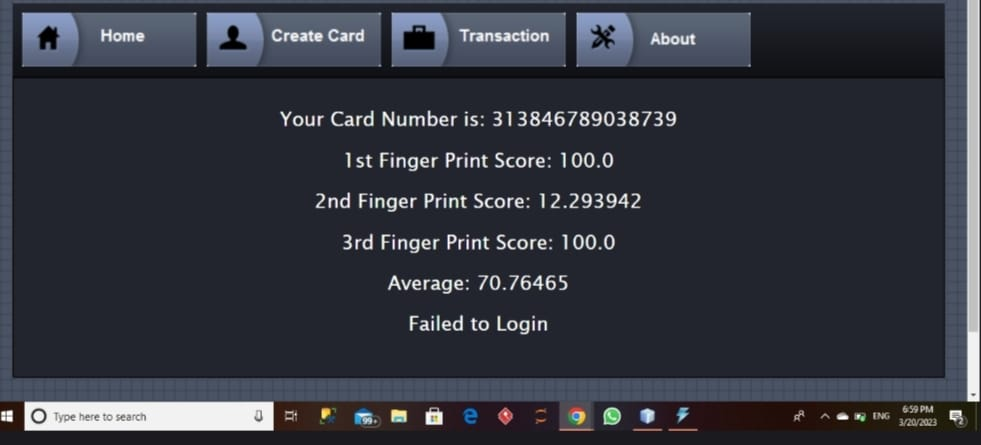 Home
Create Card
Transaction
About
Your Card Number is: 313846789038739
1st Finger Print Score: 100.0
2nd Finger Print Score: 12.293942
3rd Finger Print Score: 100.0
Average: 70.76465
Failed to Login
Type here to search
99+
ENG
6:59 PM
3/20/2023
2